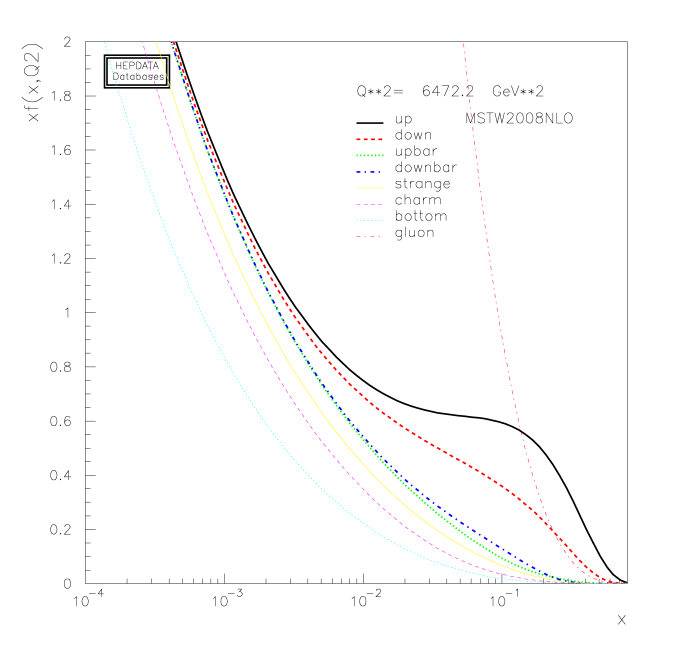 HEPDATA
Databases
Q**2= 6472.2 GeV**2
up MSTW2008NLO
down
upbar
downbar
strange
charm
bottom
gluon
xf(x,Q2)
2
1.8
1.6
1.4
1.2
1
0.8
0.6
0.4
0.2
0
10^-4 10^-3 10^-2 10^-1
x